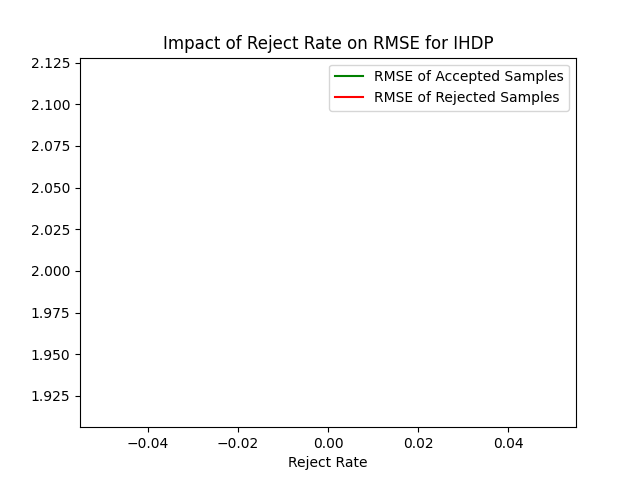 Impact of Reject Rate on RMSE for IHDP
2.125
2.100
2.075
2.050
2.025
2.000
1.975
1.950
1.925
RMSE of Accepted Samples
RMSE of Rejected Samples
−0.04 −0.02 0.00 0.02 0.04
Reject Rate